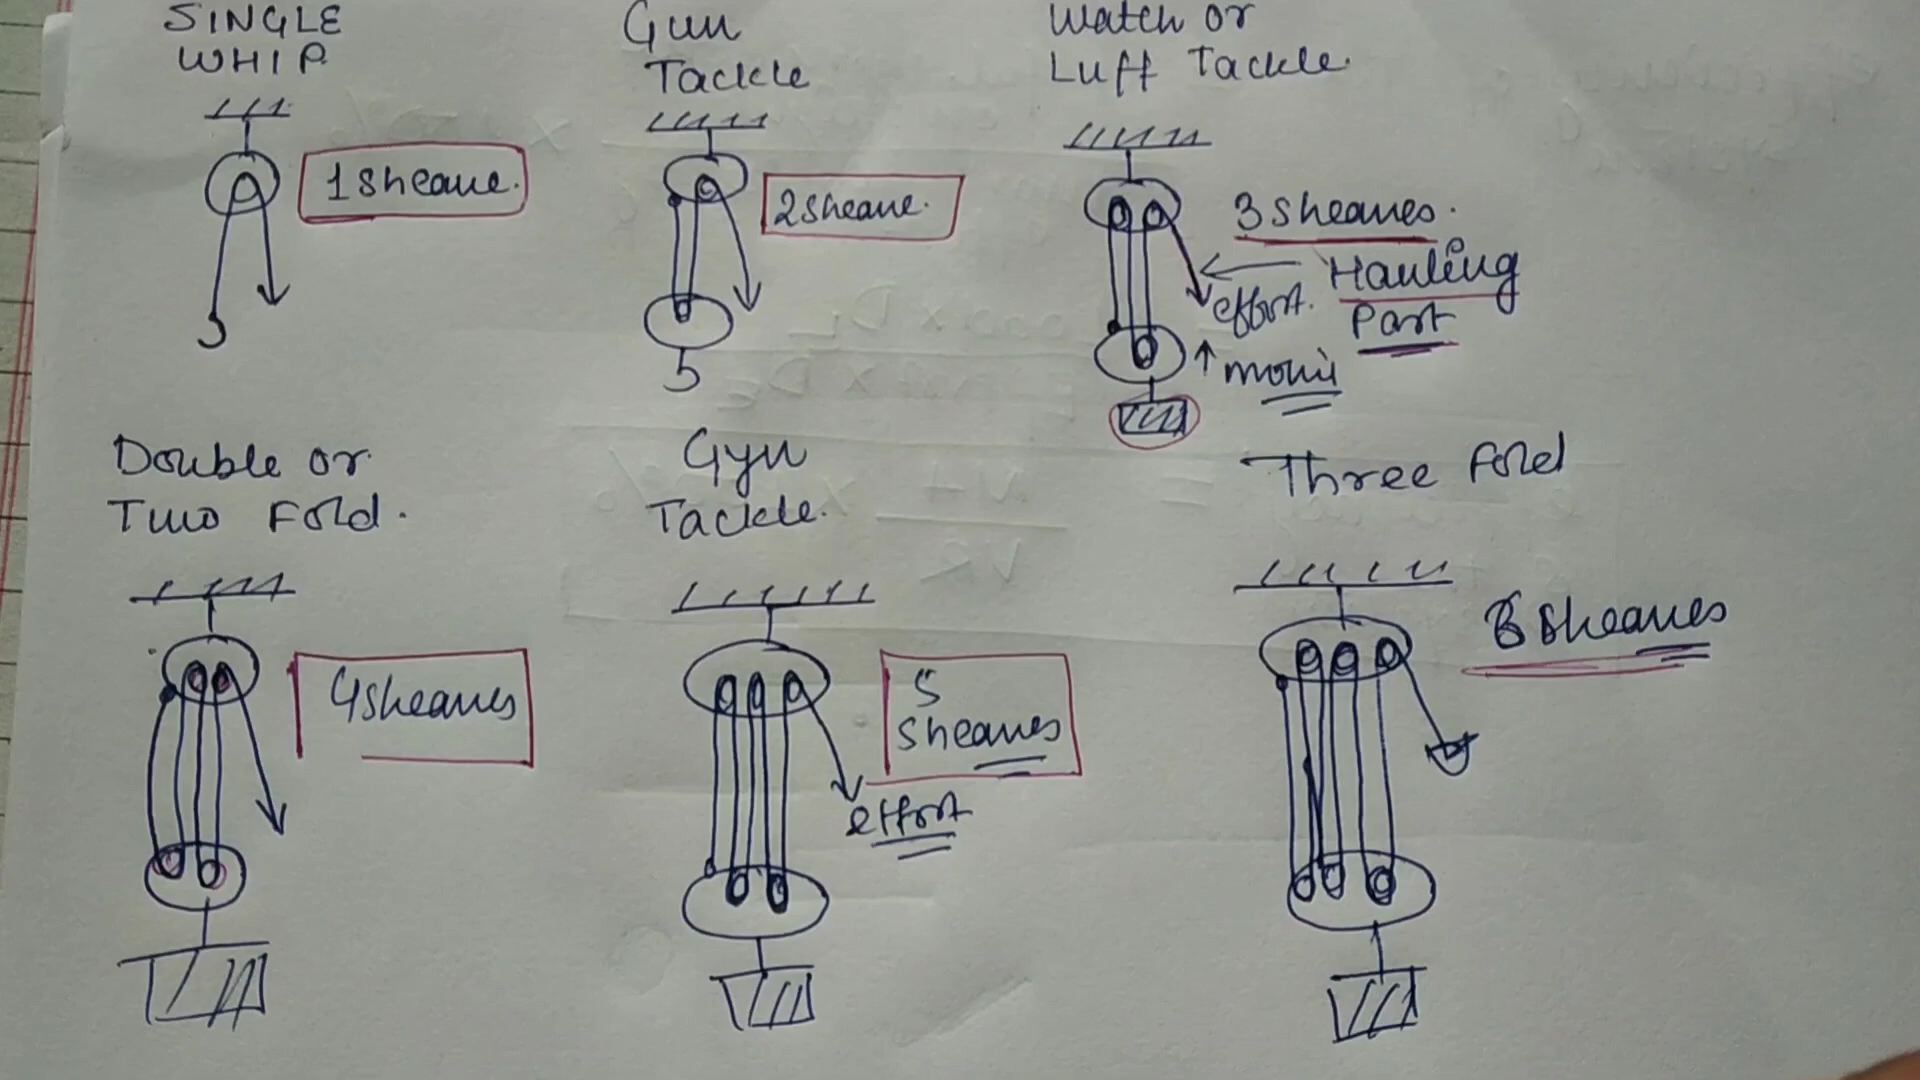 SINGLE
WHIP
1 Sheave.
Gun
Tackle
2 Sheave.
Watch or
Luff Tackle.
3 Sheaves.
Hauling
Part
effort.
Double or
Two Fold.
4 sheaves
Gyn
Tackle.
5
Sheaves
effort
Three Fold
6 Sheaves